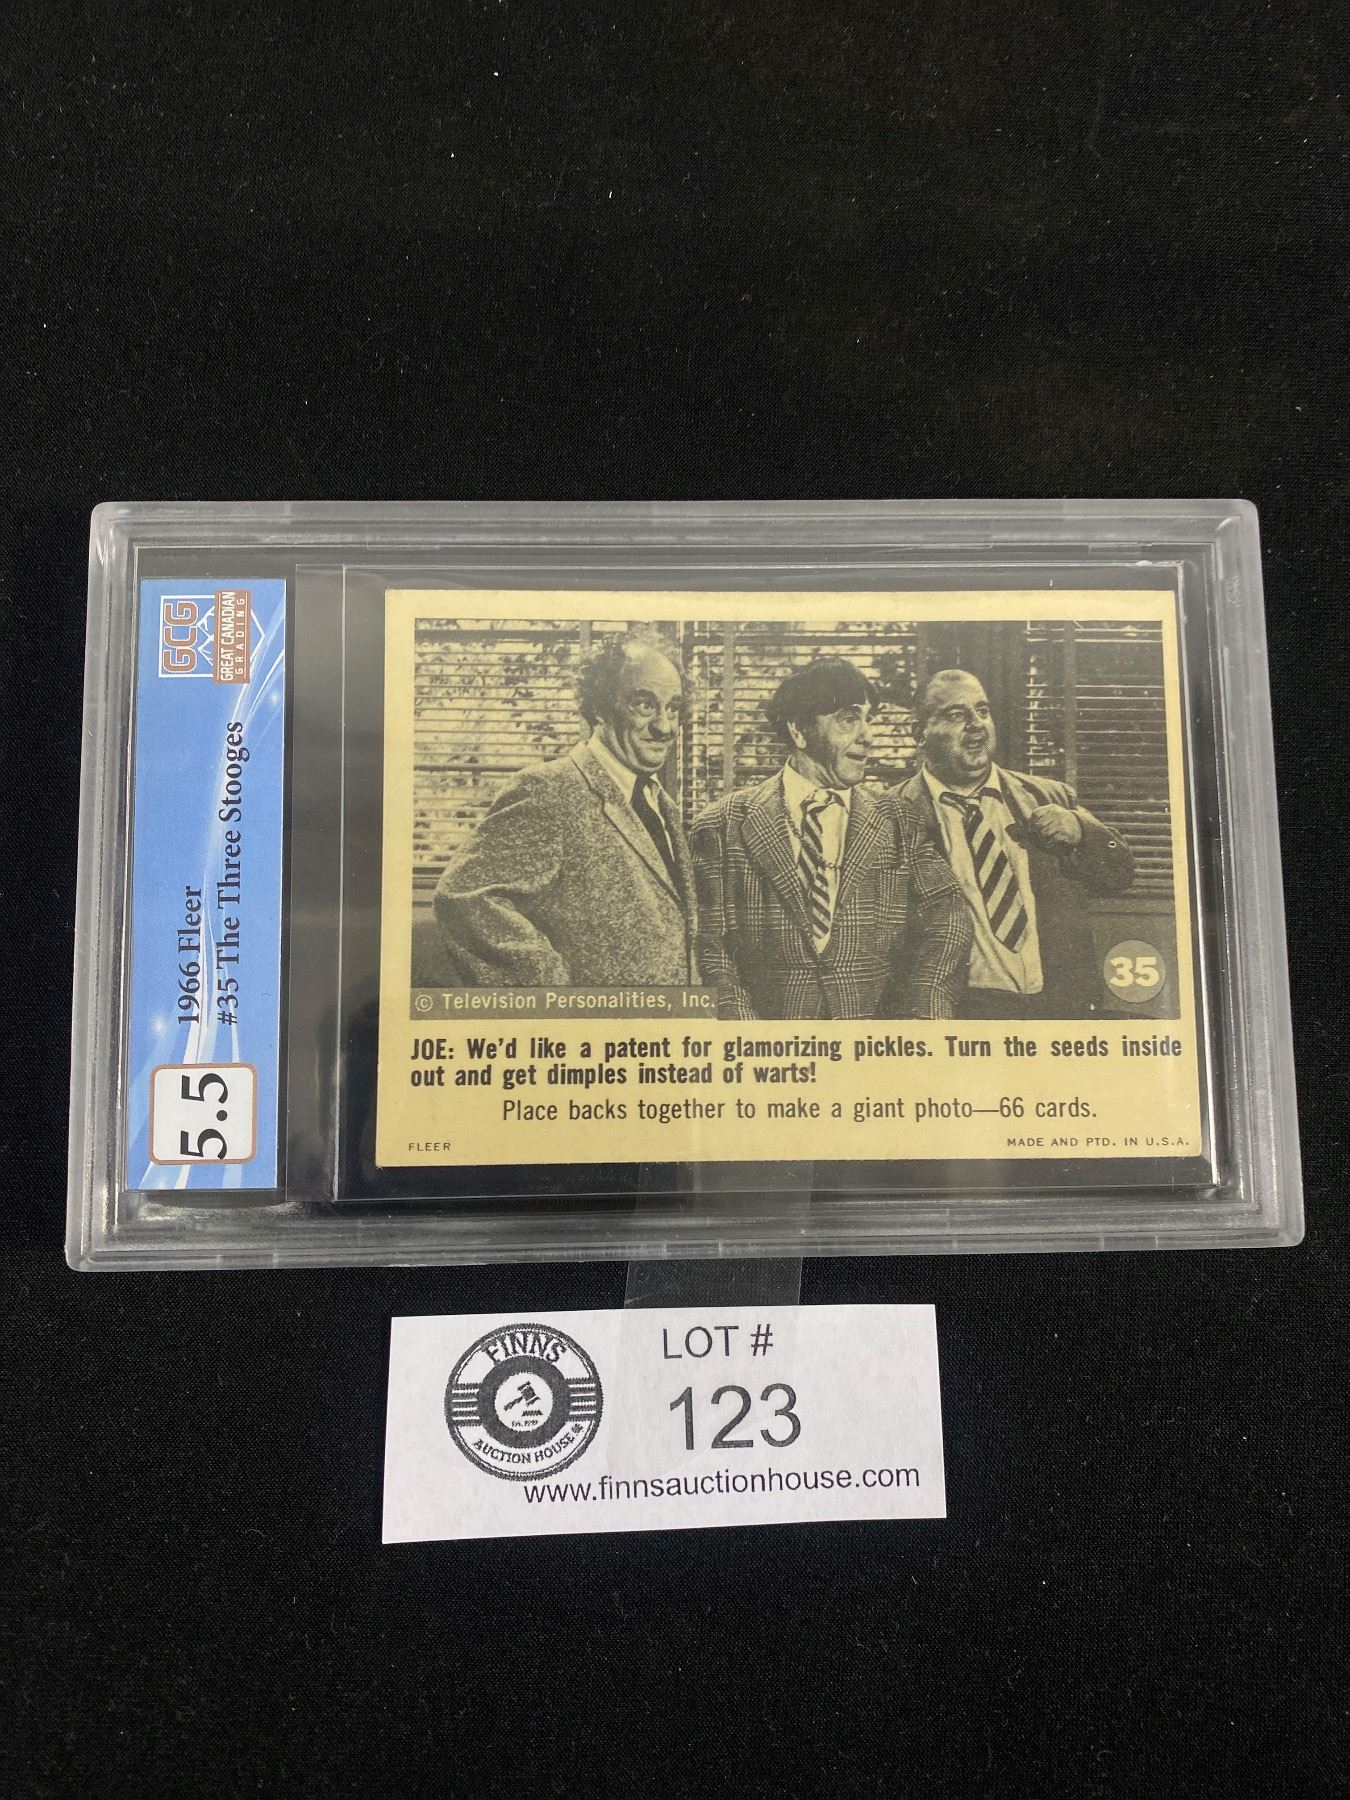 GCG
GREAT CANADIAN
GRADING
1966 Fleer
#35 The Three Stooges
5.5
35
© Television Personalities, Inc.
JOE: We'd like a patent for glamorizing pickles. Turn the seeds inside
out and get dimples instead of warts!
Place backs together to make a giant photo—66 cards.
FLEER
MADE AND PTD. IN U.S.A.
FINNS
AUCTION HOUSE
LOT #
123
www.finnsauctionhouse.com